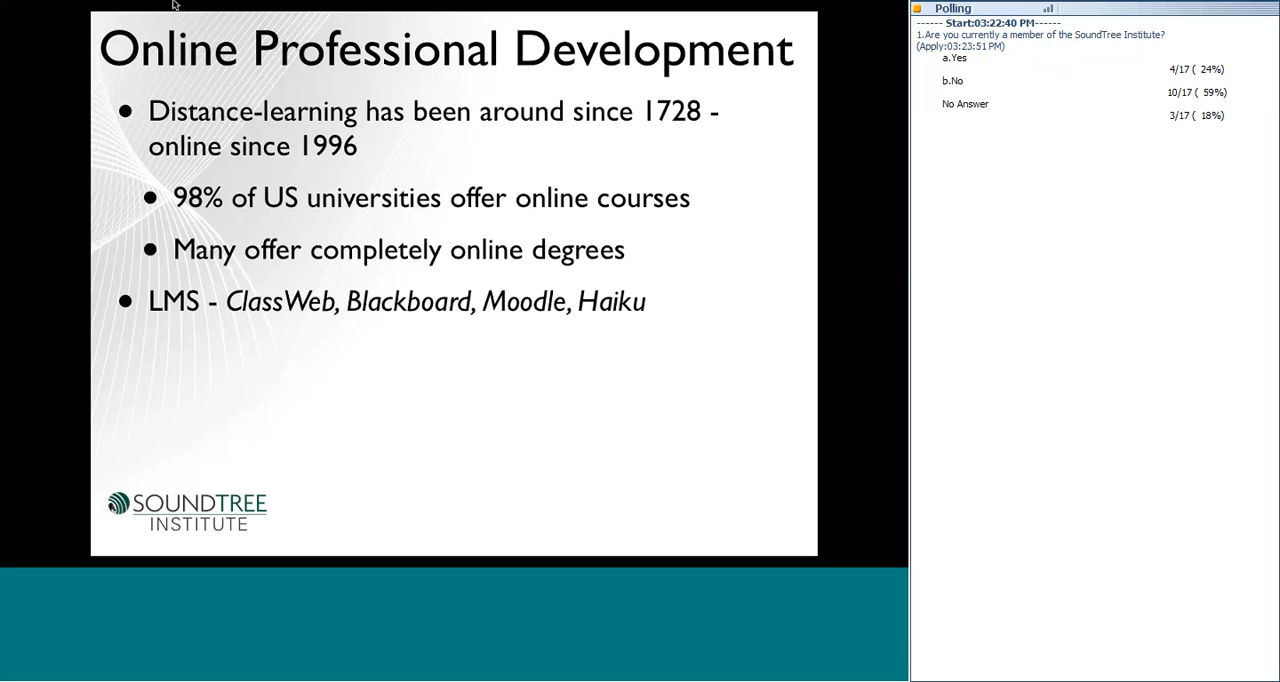 Online Professional Development
• Distance-learning has been around since 1728 -
online since 1996
• 98% of US universities offer online courses
• Many offer completely online degrees
• LMS - ClassWeb, Blackboard, Moodle, Haiku
SOUNDTREE
INSTITUTE
Polling
------ Start:03:22:40 PM------
1.Are you currently a member of the SoundTree Institute?
(Apply:03:23:51 PM)
a.Yes
4/17 ( 24%)
b.No
10/17 ( 59%)
No Answer
3/17 ( 18%)